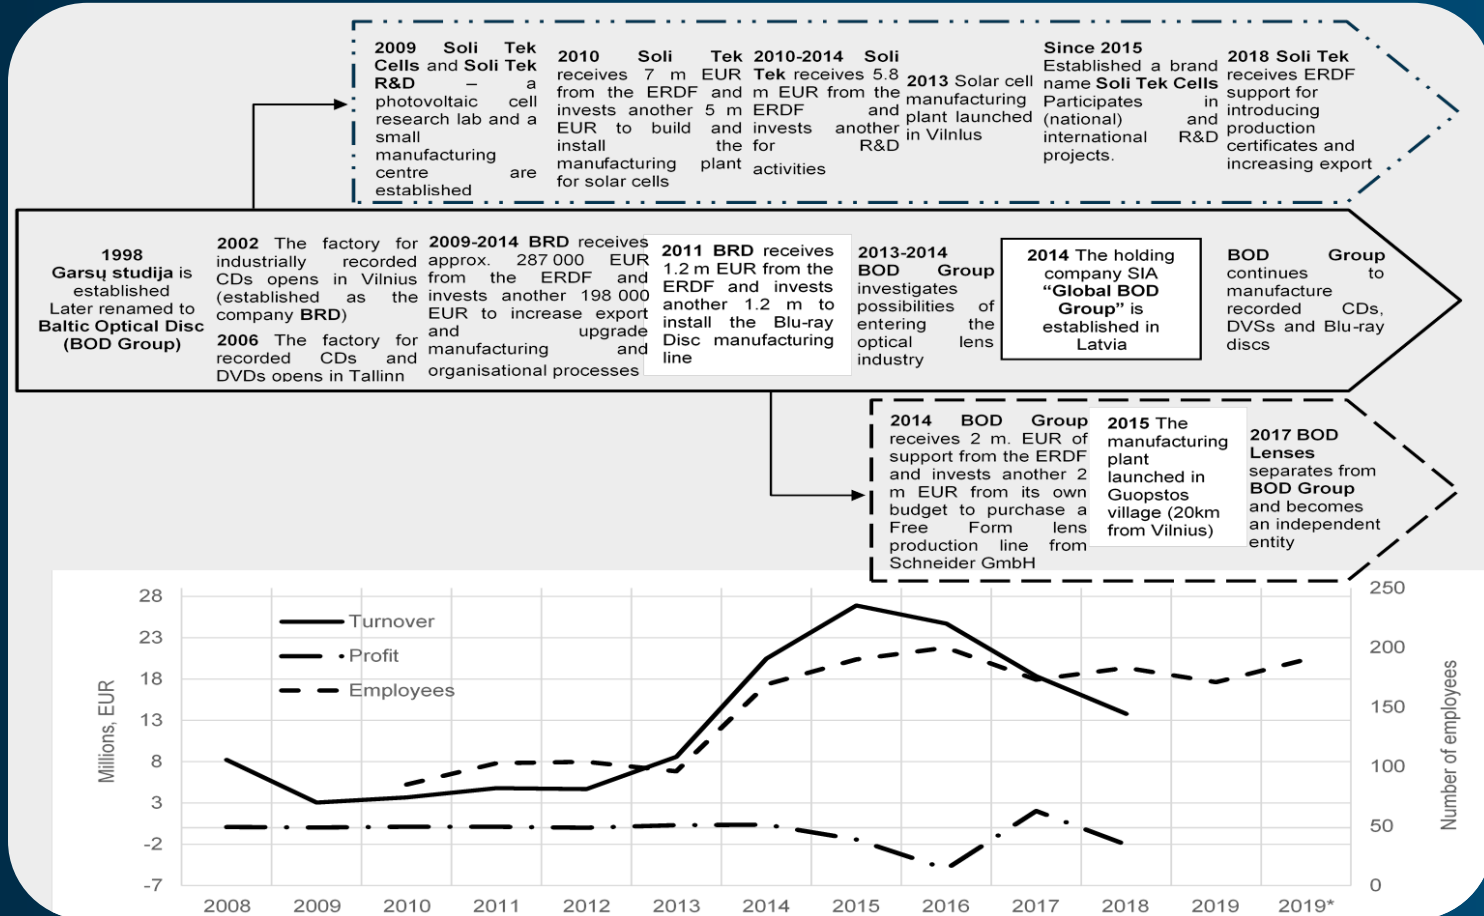 2009 Soli Tek
Cells and Soli Tek
R&D – a
photovoltaic cell
research lab and a
small
manufacturing
centre are
established
2010 Soli Tek
receives 7 m EUR
from the ERDF and
invests another 5 m
EUR to build and
install the
manufacturing plant
for solar cells
2010-2014 Soli
Tek receives 5.8
m EUR from the
ERDF and
invests another
for R&D
activities
2013 Solar cell
manufacturing
plant launched
in Vilnlus
Since 2015
Established a brand
name Soli Tek Cells
Participates in
(national) and
international R&D
projects.
2018 Soli Tek
receives ERDF
support for
introducing
production
certificates and
increasing export
1998
Garsų studija is
established
Later renamed to
Baltic Optical Disc
(BOD Group)
2002 The factory for
industrially recorded
CDs opens in Vilnius
(established as the
company BRD)
2006 The factory for
recorded CDs and
DVDs opens in Tallinn
2009-2014 BRD receives
approx. 287 000 EUR
from the ERDF and
invests another 198 000
EUR to increase export
and upgrade
manufacturing and
organisational processes
2011 BRD receives
1.2 m EUR from the
ERDF and invests
another 1.2 m to
install the Blu-ray
Disc manufacturing
line
2013-2014
BOD Group
investigates
possibilities of
entering the
optical lens
industry
2014 The holding
company SIA
“Global BOD
Group” is
established in
Latvia
BOD Group
continues to
manufacture
recorded CDs,
DVSs and Blu-ray
discs
2014 BOD Group
receives 2 m. EUR of
support from the ERDF
and invests another 2
m EUR from its own
budget to purchase a
Free Form lens
production line from
Schneider GmbH
2015 The
manufacturing
plant
launched in
Guopstos
village (20km
from Vilnius)
2017 BOD
Lenses
separates from
BOD Group
and becomes
an independent
entity
Turnover
Profit
Employees
Millions, EUR
28
23
18
13
8
3
-2
-7
250
200
150
100
50
0
Number of employees
2008 2009 2010 2011 2012 2013 2014 2015 2016 2017 2018 2019 2019*